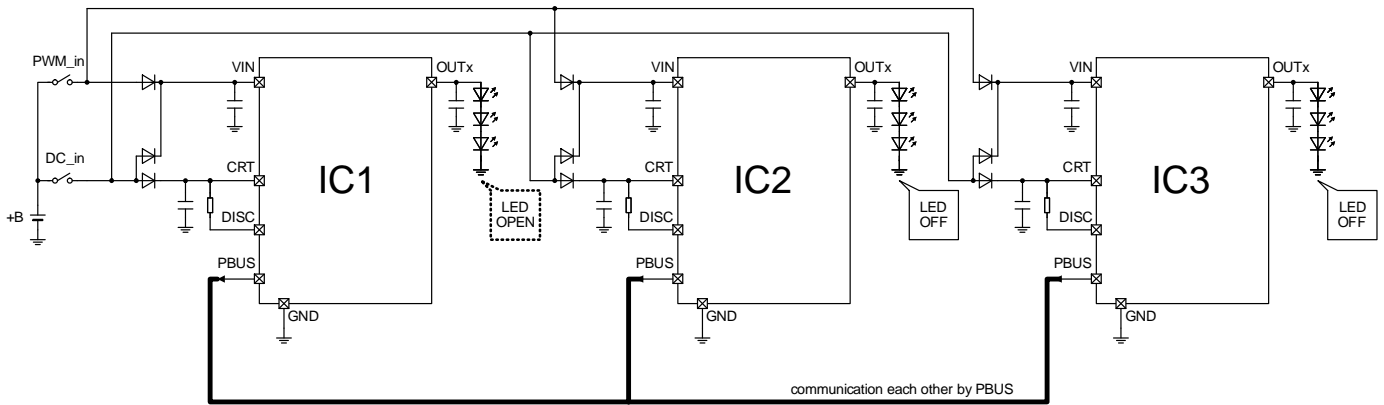 PWM_in
DC_in
+B
VIN
CRT
DISC
PBUS
GND
OUTx
IC1
LED
OPEN
VIN
CRT
DISC
PBUS
GND
OUTx
IC2
LED
OFF
VIN
CRT
DISC
PBUS
GND
OUTx
IC3
LED
OFF
communication each other by PBUS